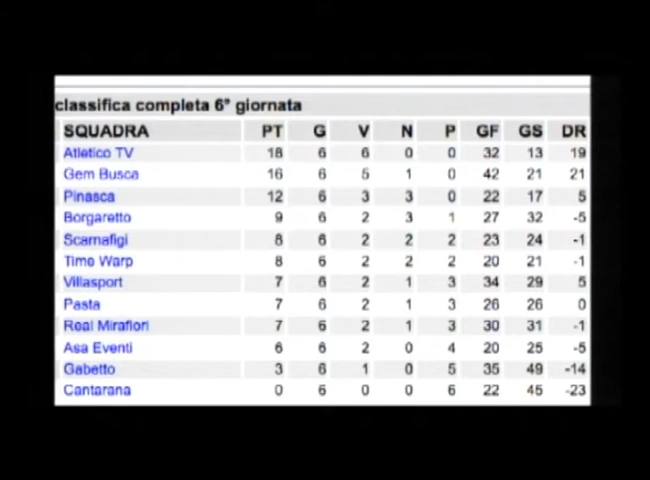 classifica completa 6° giornata
SQUADRA PT G V N P GF GS DR
Atletico TV 18 6 6 0 0 32 13 19
Gem Busca 16 6 5 1 0 42 21 21
Pinasca 12 6 3 3 0 22 17 5
Borgaretto 9 6 2 3 1 27 32 -5
Scarnafigi 8 6 2 2 2 23 24 -1
Time Warp 8 6 2 2 2 20 21 -1
Villasport 7 6 2 1 3 34 29 5
Pasta 7 6 2 1 3 26 26 0
Real Mirafiori 7 6 2 1 3 30 31 -1
Asa Eventi 6 6 2 0 4 20 25 -5
Gabetto 3 6 1 0 5 35 49 -14
Cantarana 0 6 0 0 6 22 45 -23